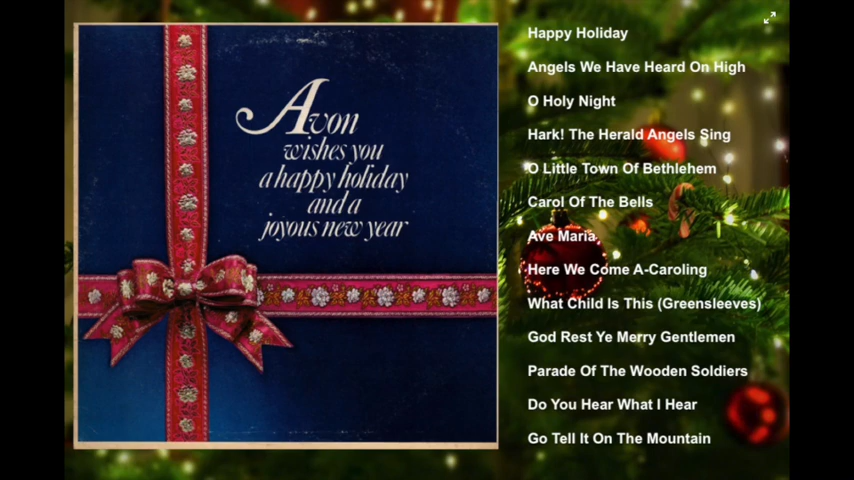 Avon
wishes you
a happy holiday
and a
joyous new year
Happy Holiday
Angels We Have Heard On High
O Holy Night
Hark! The Herald Angels Sing
O Little Town Of Bethlehem
Carol Of The Bells
Ave Maria
Here We Come A-Caroling
What Child Is This (Greensleeves)
God Rest Ye Merry Gentlemen
Parade Of The Wooden Soldiers
Do You Hear What I Hear
Go Tell It On The Mountain